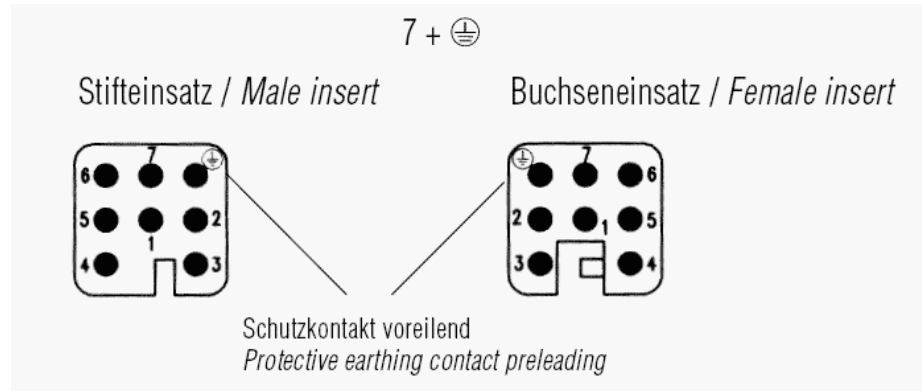 7 + ⏚
Stifteinsatz / Male insert
Buchseneinsatz / Female insert
7
6
5
2
1
4
3
7
6
2
1
5
3
4
Schutzkontakt voreilend
Protective earthing contact preleading